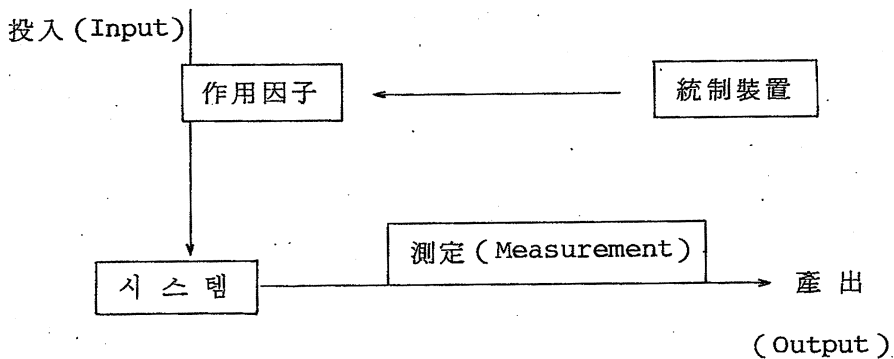 投入(Input)
作用因子
統制裝置
測定(Measurement)
시스템
產出
(Output)